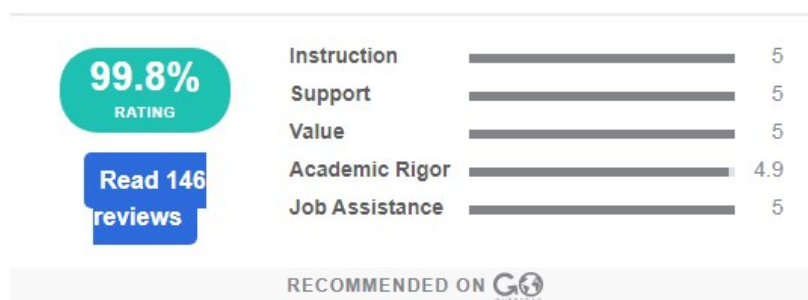 99.8%
RATING
Read 146
reviews
Instruction 5
Support 5
Value 5
Academic Rigor 4.9
Job Assistance 5
RECOMMENDED ON GO